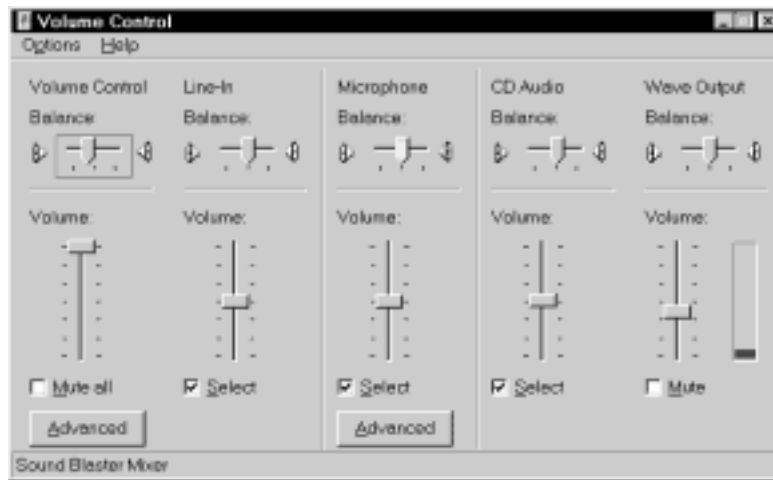 Volume Control
Options Help
Volume Control Line-In Microphone CD Audio Wave Output
Balance: Balance: Balance: Balance: Balance:
Volume: Volume: Volume: Volume: Volume:
Mute all Select Select Select Mute
Advanced Advanced
Sound Blaster Mixer